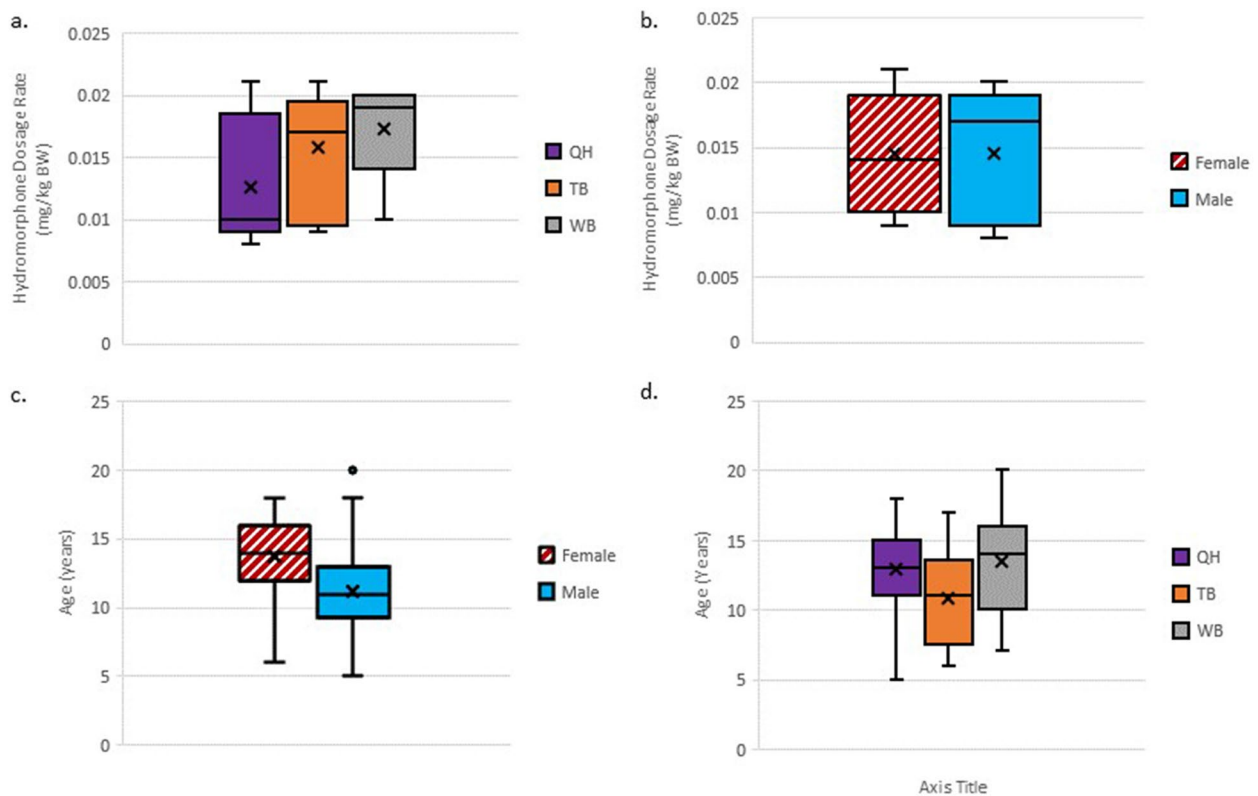 a.
Hydromorphone Dosage Rate
(mg/kg BW)
0.025
0.02
0.015
0.01
0.005
0
QH
TB
WB
b.
Hydromorphone Dosage Rate
(mg/kg BW)
0.025
0.02
0.015
0.01
0.005
0
Female
Male
c.
Age (years)
25
20
15
10
5
0
Female
Male
d.
Age (Years)
25
20
15
10
5
0
QH
TB
WB
Axis Title